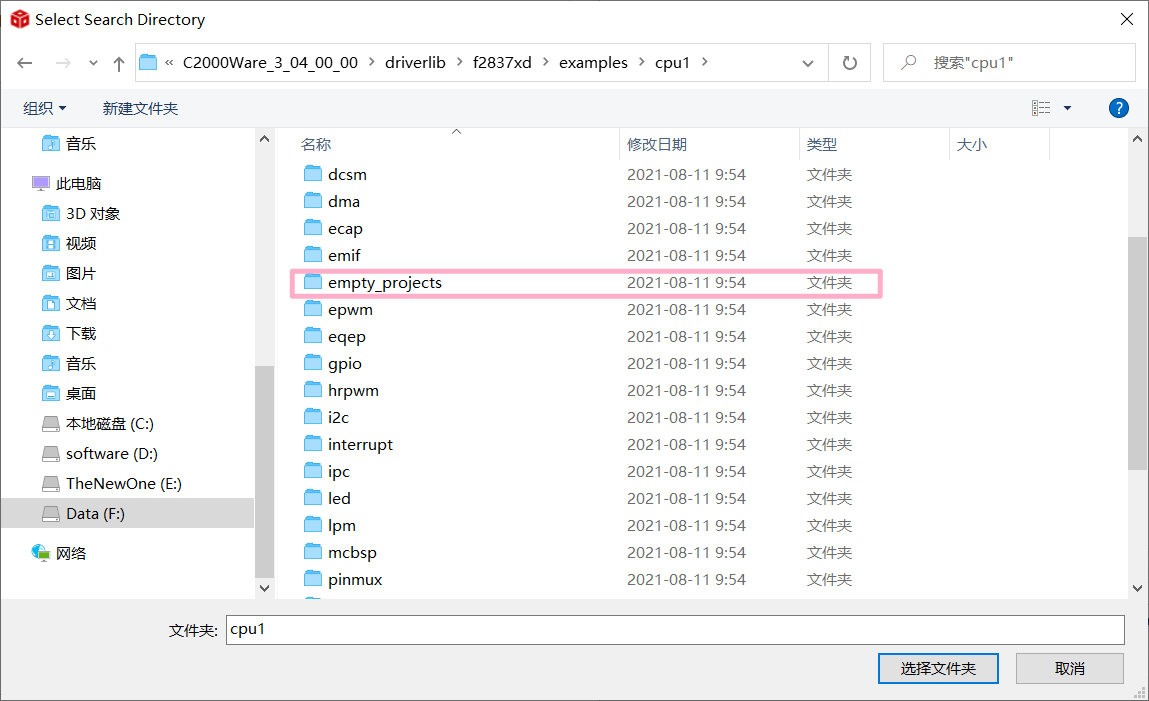 Select Search Directory
« C2000Ware_3_04_00_00 > driverlib > f2837xd > examples > cpu1 >
搜索"cpu1"
组织
新建文件夹
?
音乐
此电脑
3D 对象
视频
图片
文档
下载
音乐
桌面
本地磁盘 (C:)
software (D:)
TheNewOne (E:)
Data (F:)
网络
名称 修改日期 类型 大小
dcsm 2021-08-11 9:54 文件夹
dma 2021-08-11 9:54 文件夹
ecap 2021-08-11 9:54 文件夹
emif 2021-08-11 9:54 文件夹
empty_projects 2021-08-11 9:54 文件夹
epwm 2021-08-11 9:54 文件夹
eqep 2021-08-11 9:54 文件夹
gpio 2021-08-11 9:54 文件夹
hrpwm 2021-08-11 9:54 文件夹
i2c 2021-08-11 9:54 文件夹
interrupt 2021-08-11 9:54 文件夹
ipc 2021-08-11 9:54 文件夹
led 2021-08-11 9:54 文件夹
lpm 2021-08-11 9:54 文件夹
mcbsp 2021-08-11 9:54 文件夹
pinmux 2021-08-11 9:54 文件夹
文件夹: cpu1
选择文件夹
取消